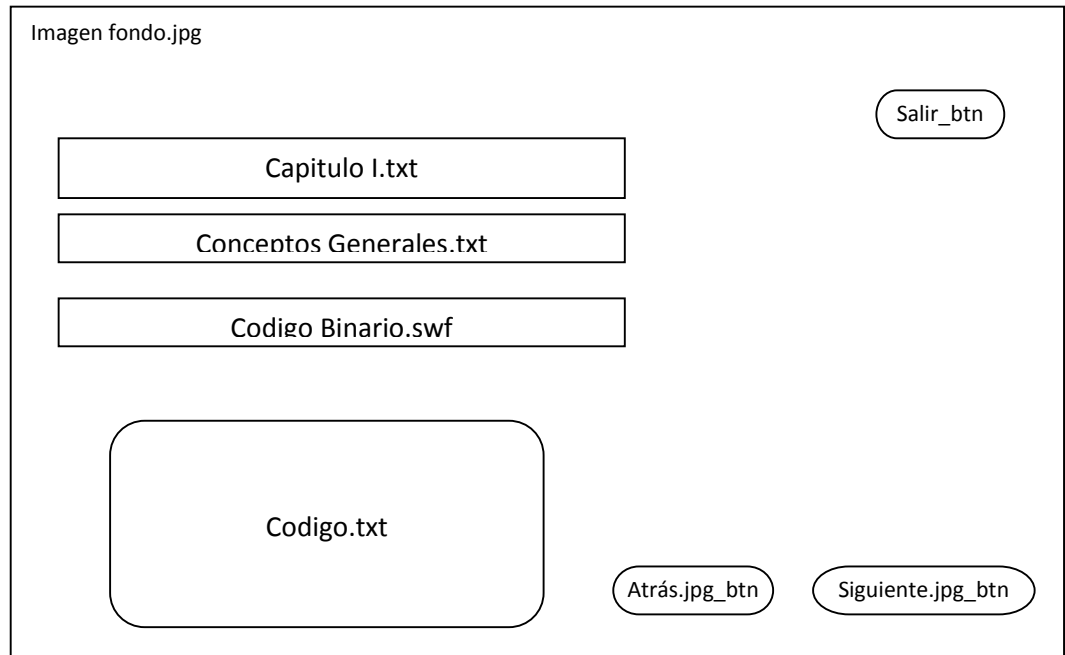 Imagen fondo.jpg
Salir_btn
Capitulo I.txt
Conceptos Generales.txt
Codigo Binario.swf
Codigo.txt
Atrás.jpg_btn
Siguiente.jpg_btn